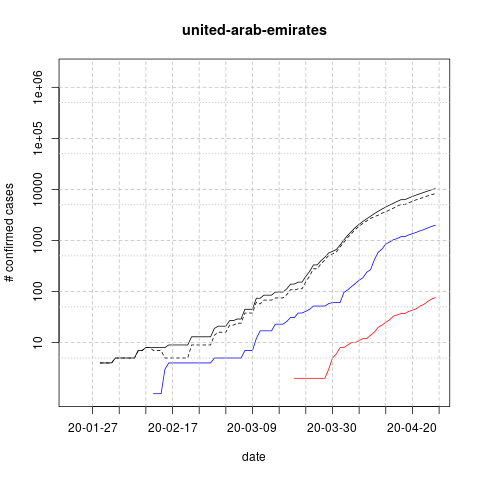 united-arab-emirates
# confirmed cases
1e+06
1e+05
10000
1000
100
10
20-01-27
20-02-17
20-03-09
20-03-30
20-04-20
date